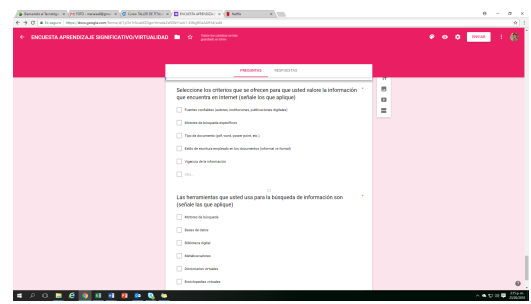 ENCUESTA APRENDIZAJE SIGNIFICATIVO/VIRTUALIDAD
ENVIAR
PREGUNTAS RESPUESTAS
Seleccione los criterios que se ofrecen para que usted valore la información
que encuentra en internet (señale los que aplique)
Fuentes confiables (autores, instituciones, publicaciones digitales)
Motores de búsqueda específicos
Tipo de documento (pdf, word, power point, etc.)
Estilo de escritura empleado en los documentos (informal vs formal)
Vigencia de la información
Las herramientas que usted usa para la búsqueda de información son
(señale los que aplique)
Motores de búsqueda
Bases de datos
Biblioteca digital
Metabuscadores
Diccionarios virtuales
Enciclopedias virtuales